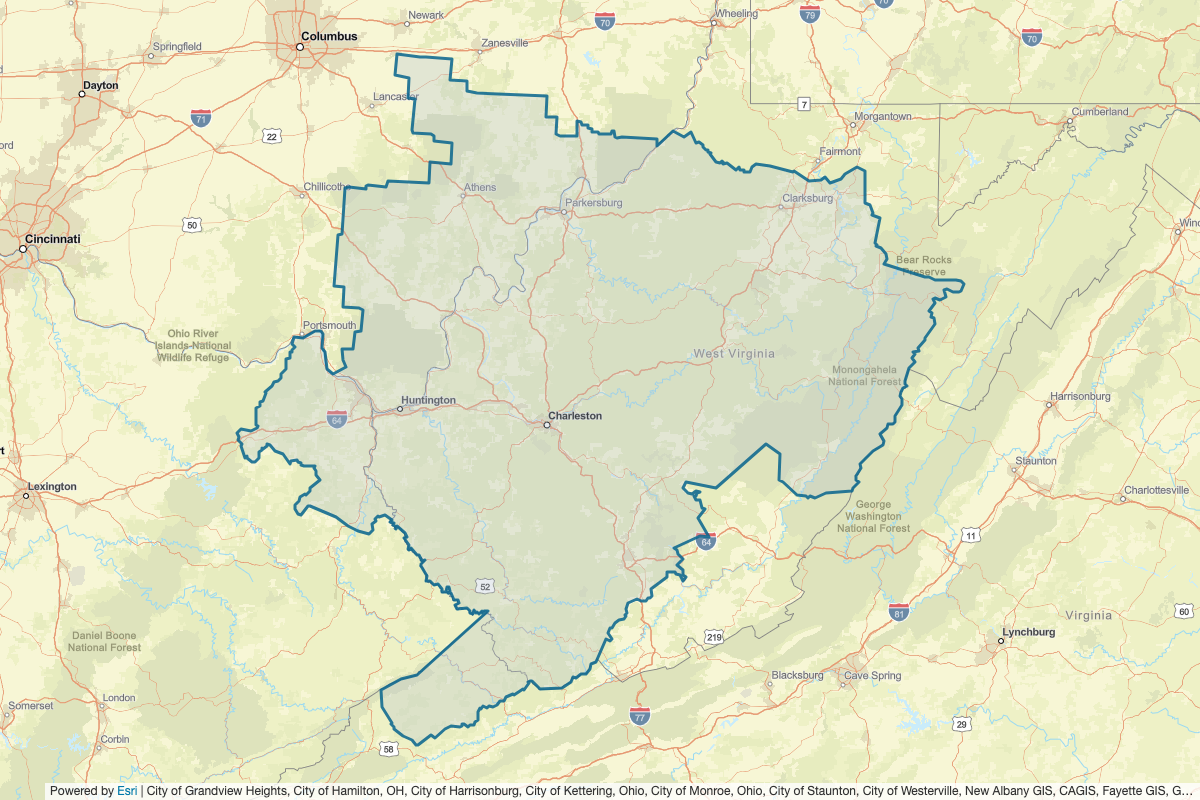 Newark
Wheeling
70
79
70
70
Columbus
Springfield
Zanesville
Dayton
Lancaster
7
Cumberland
Morgantown
71
22
ord
Fairmont
Chillicothe
Athens
Clarksburg
Parkersburg
50
Winc
Cincinnati
Bear Rocks
Preserve
Portsmouth
Ohio River
Islands National
Wildlife Refuge
West Virginia
Monongahela
National Forest
Huntington
Harrisonburg
64
Charleston
rt
Staunton
Lexington
Charlottesville
George
Washington
National Forest
11
64
52
81
60
Virginia
Daniel Boone
National Forest
219
Lynchburg
Blacksburg
Cave Spring
London
Somerset
77
29
Corbin
58
Powered by Esri | City of Grandview Heights, City of Hamilton, OH, City of Harrisonburg, City of Kettering, Ohio, City of Monroe, Ohio, City of Staunton, City of Westerville, New Albany GIS, CAGIS, Fayette GIS, G…